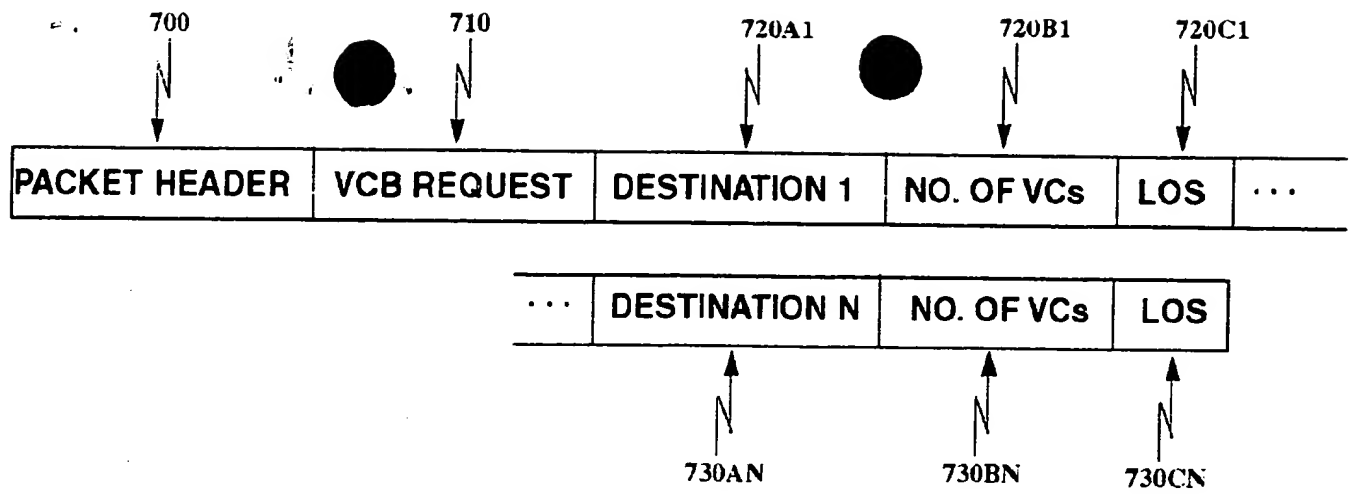 700 710 720A1 720B1 720C1
PACKET HEADER VCB REQUEST DESTINATION 1 NO. OF VCs LOS ...
... DESTINATION N NO. OF VCs LOS
730AN 730BN 730CN